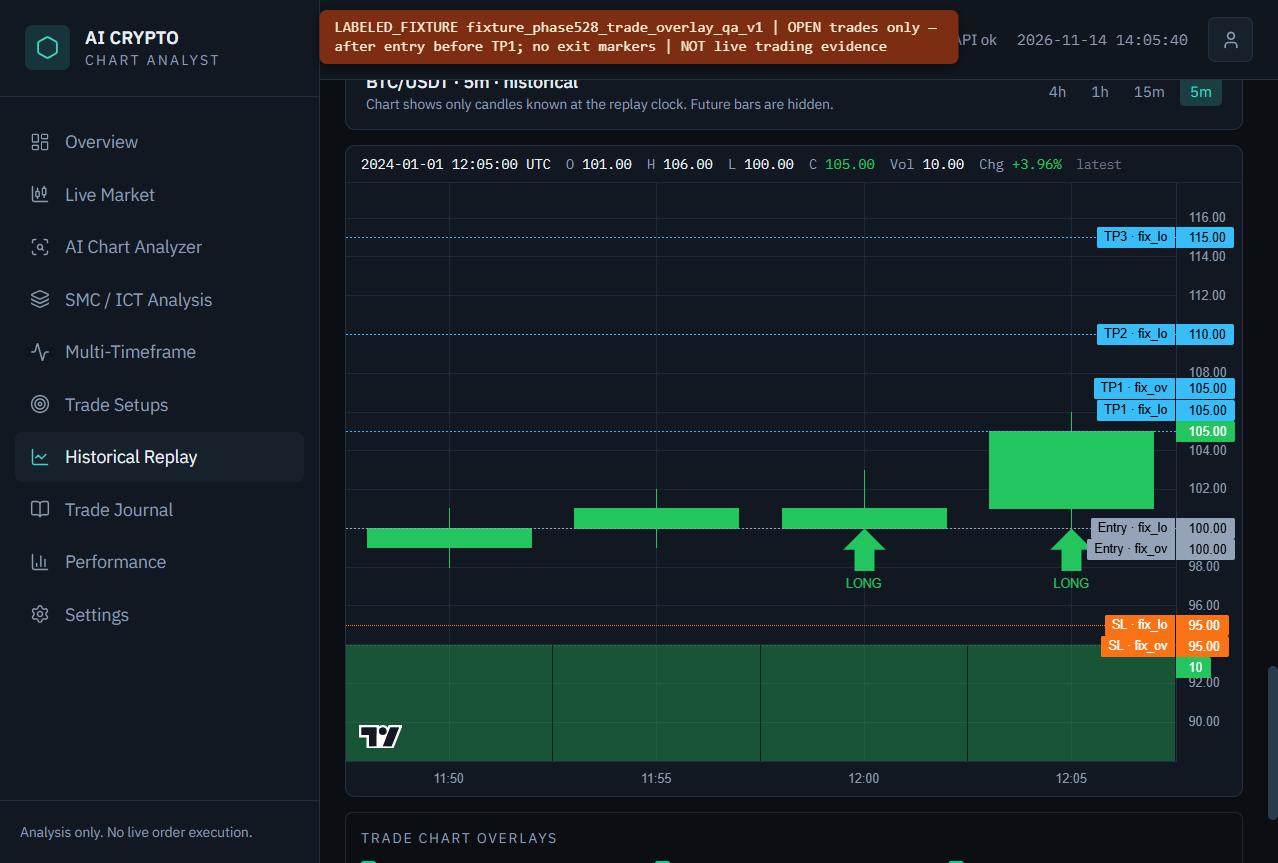 AI CRYPTO
CHART ANALYST
LABELED_FIXTURE fixture_phase528_trade_overlay_qa_v1 | OPEN trades only —
after entry before TP1; no exit markers | NOT live trading evidence
API ok
2026-11-14 14:05:40
Overview
Live Market
AI Chart Analyzer
SMC / ICT Analysis
Multi-Timeframe
Trade Setups
Historical Replay
Trade Journal
Performance
Settings
Analysis only. No live order execution.
BTC/USDT · 5m · historical
Chart shows only candles known at the replay clock. Future bars are hidden.
4h 1h 15m 5m
2024-01-01 12:05:00 UTC O 101.00 H 106.00 L 100.00 C 105.00 Vol 10.00 Chg +3.96% latest
116.00
TP3 · fix_lo 115.00
114.00
112.00
TP2 · fix_lo 110.00
108.00
TP1 · fix_ov 105.00
TP1 · fix_lo 105.00
105.00
104.00
102.00
Entry · fix_lo 100.00
Entry · fix_ov 100.00
98.00
LONG LONG
96.00
SL · fix_lo 95.00
SL · fix_ov 95.00
10
92.00
90.00
11:50 11:55 12:00 12:05
TRADE CHART OVERLAYS